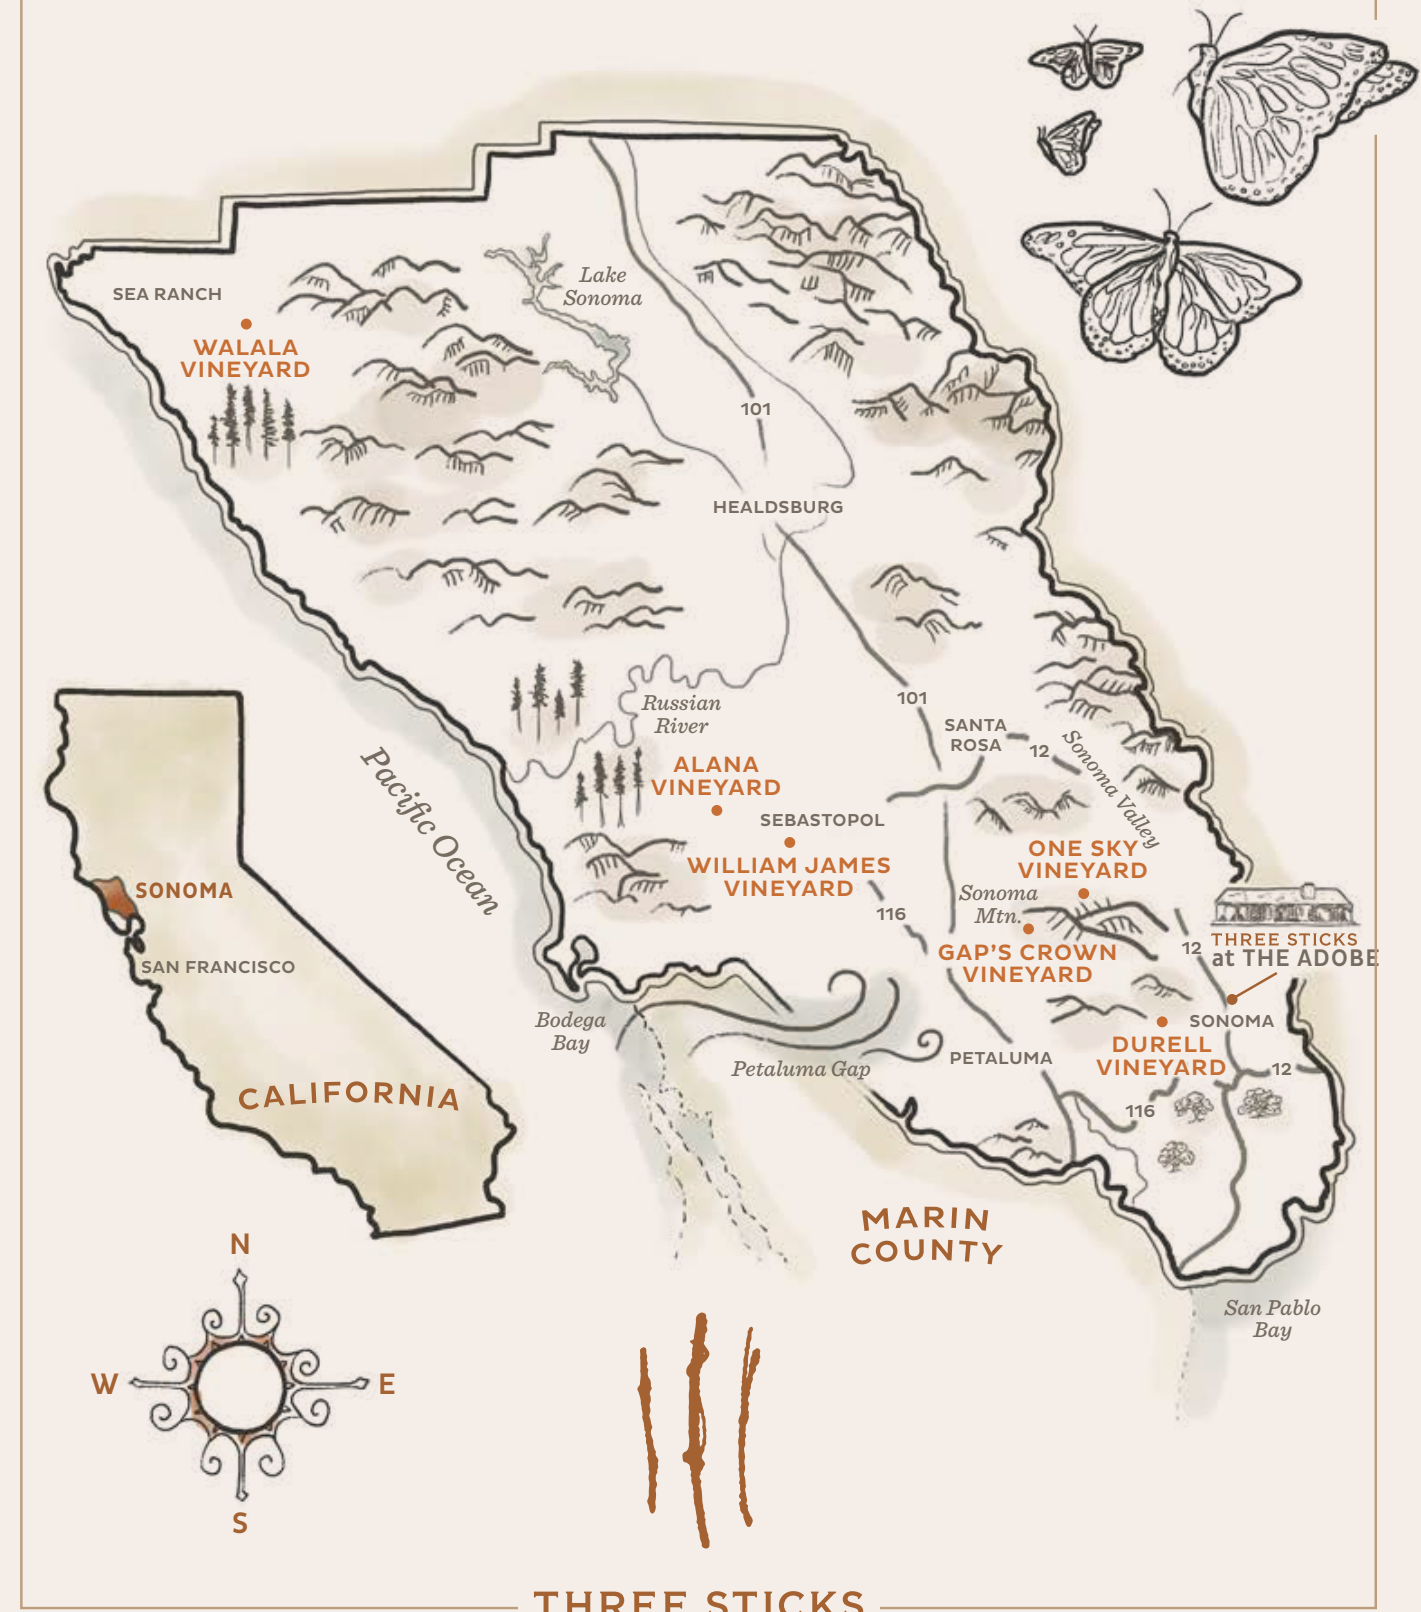 Lake
Sonoma
SEA RANCH
WALALA
VINEYARD
101
HEALDSBURG
Russian
River
101
SANTA
ROSA
12
Sonoma Valley
Pacific Ocean
ALANA
VINEYARD
SEBASTOPOL
WILLIAM JAMES
VINEYARD
ONE SKY
VINEYARD
116
Sonoma
Mtn.
GAP'S CROWN
VINEYARD
12
THREE STICKS
at THE ADOBE
SONOMA
SAN FRANCISCO
CALIFORNIA
Bodega
Bay
Petaluma Gap
PETALUMA
SONOMA
DURELL
VINEYARD
12
116
MARIN
COUNTY
San Pablo
Bay
N
W
E
S
THREE STICKS